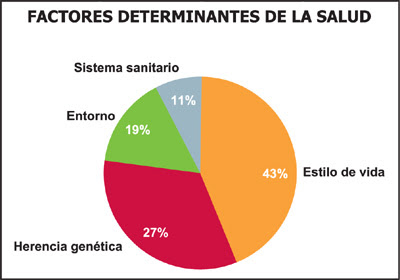 FACTORES DETERMINANTES DE LA SALUD
Sistema sanitario
11%
Entorno
19%
43%
Estilo de vida
27%
Herencia genética